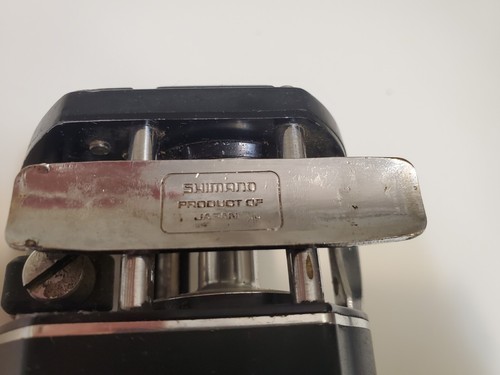 SHIMANO
PRODUCT OF
JAPAN